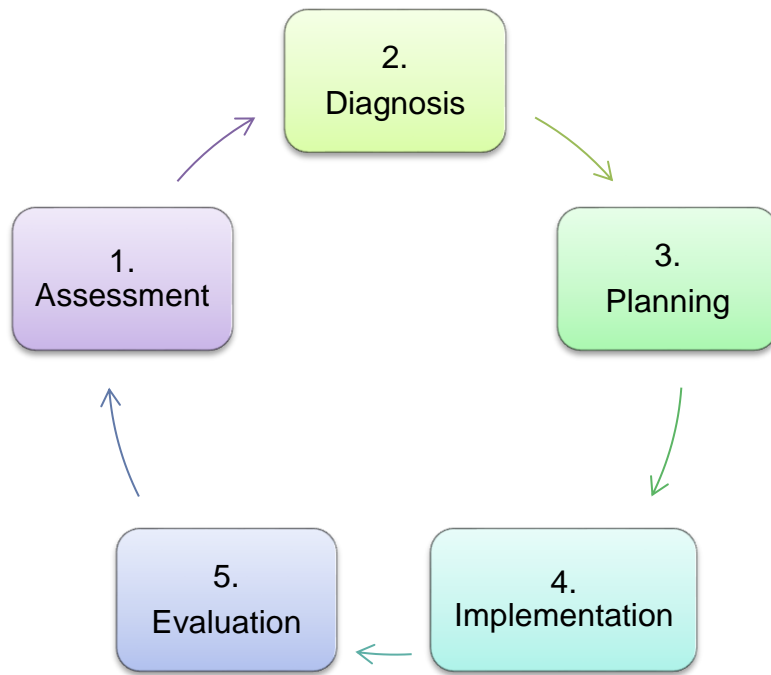 1.
Assessment
2.
Diagnosis
3.
Planning
4.
Implementation
5.
Evaluation